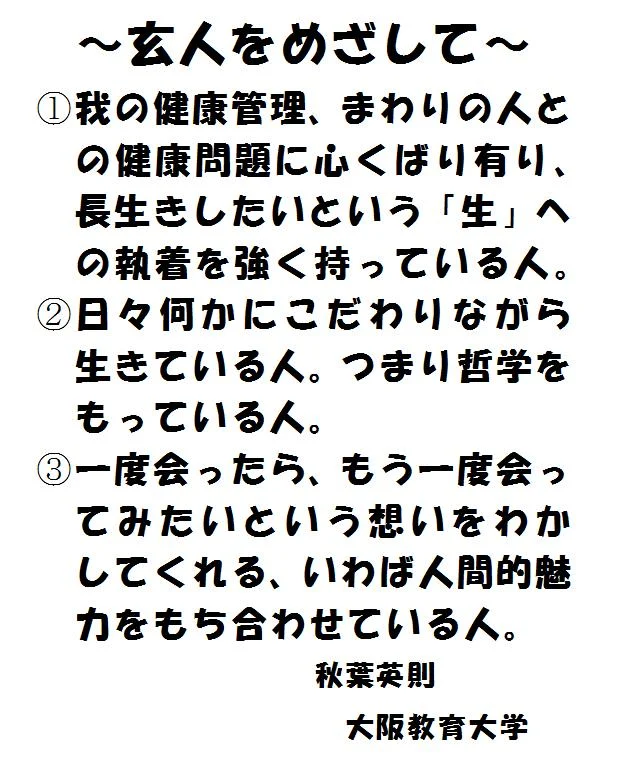 ～玄人をめざして～
①我の健康管理、まわりの人と
の健康問題に心くばり有り、
長生きしたいという「生」へ
の執着を強く持っている人。
②日々何かにこだわりながら
生きている人。つまり哲学を
もっている人。
③一度会ったら、もう一度会っ
てみたいという想いをわか
してくれる、いわば人間的魅
力をもち合わせている人。
秋葉英則
大阪教育大学